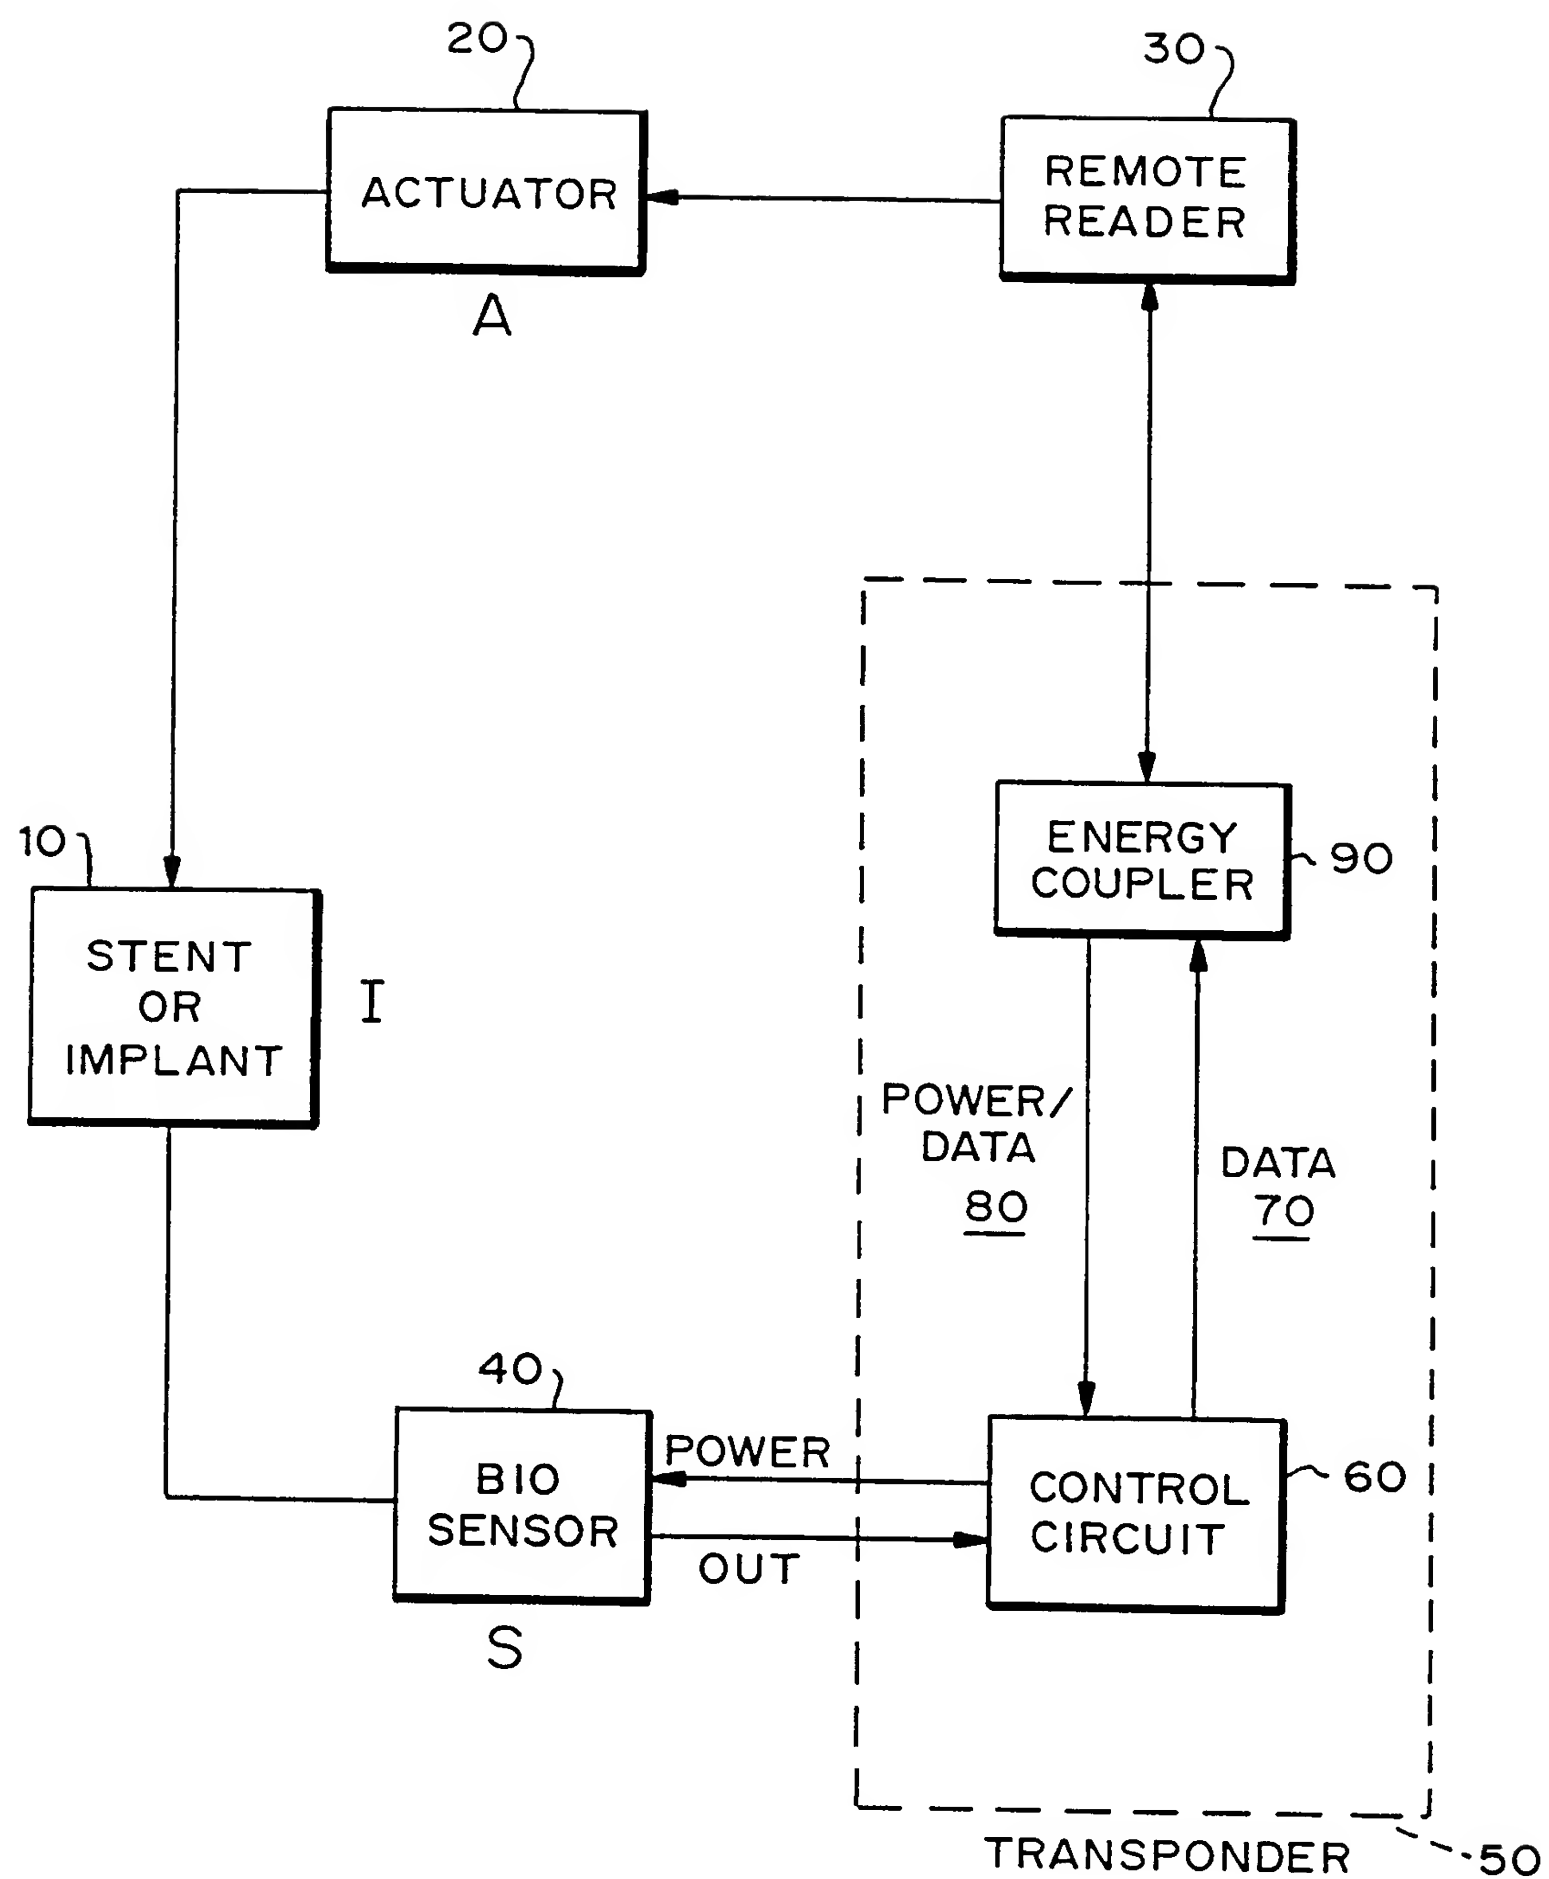 20
30
ACTUATOR
REMOTE
READER
A
10
STENT
OR
IMPLANT
I
ENERGY
COUPLER
90
POWER/
DATA
80
DATA
70
40
BIO
SENSOR
S
POWER
OUT
CONTROL
CIRCUIT
60
TRANSPONDER
50